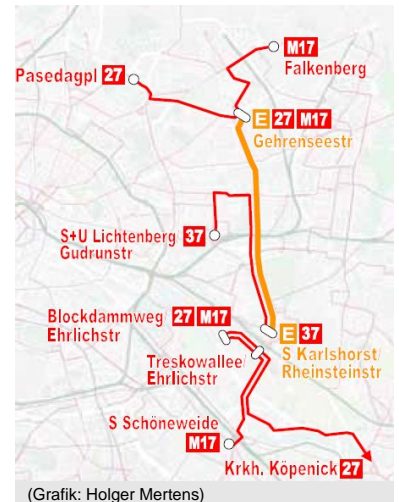 M17
Falkenberg
Pasedagpl 27
E 27 M17
Gehrenseestr
S+U Lichtenberg 37
Gudrunstr
Blockdammweg 27 M17
Ehrlichstr
E 37
S Karlshorst/
Rheinsteinstr
Treskowallee/
Ehrlichstr
S Schöneweide
M17
Krkh. Köpenick 27
(Grafik: Holger Mertens)